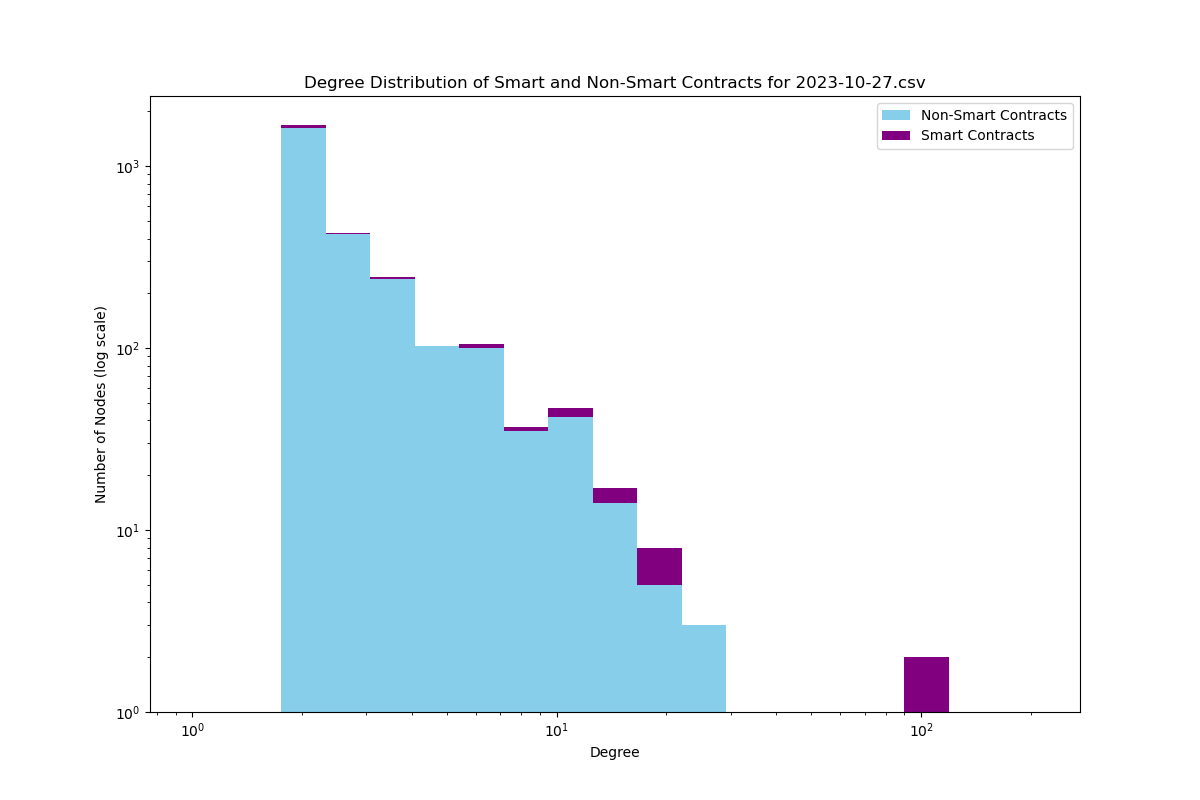 Degree Distribution of Smart and Non-Smart Contracts for 2023-10-27.csv
Non-Smart Contracts
Smart Contracts
Number of Nodes (log scale)
10³
10²
10¹
10⁰
10⁰ 10¹ 10²
Degree